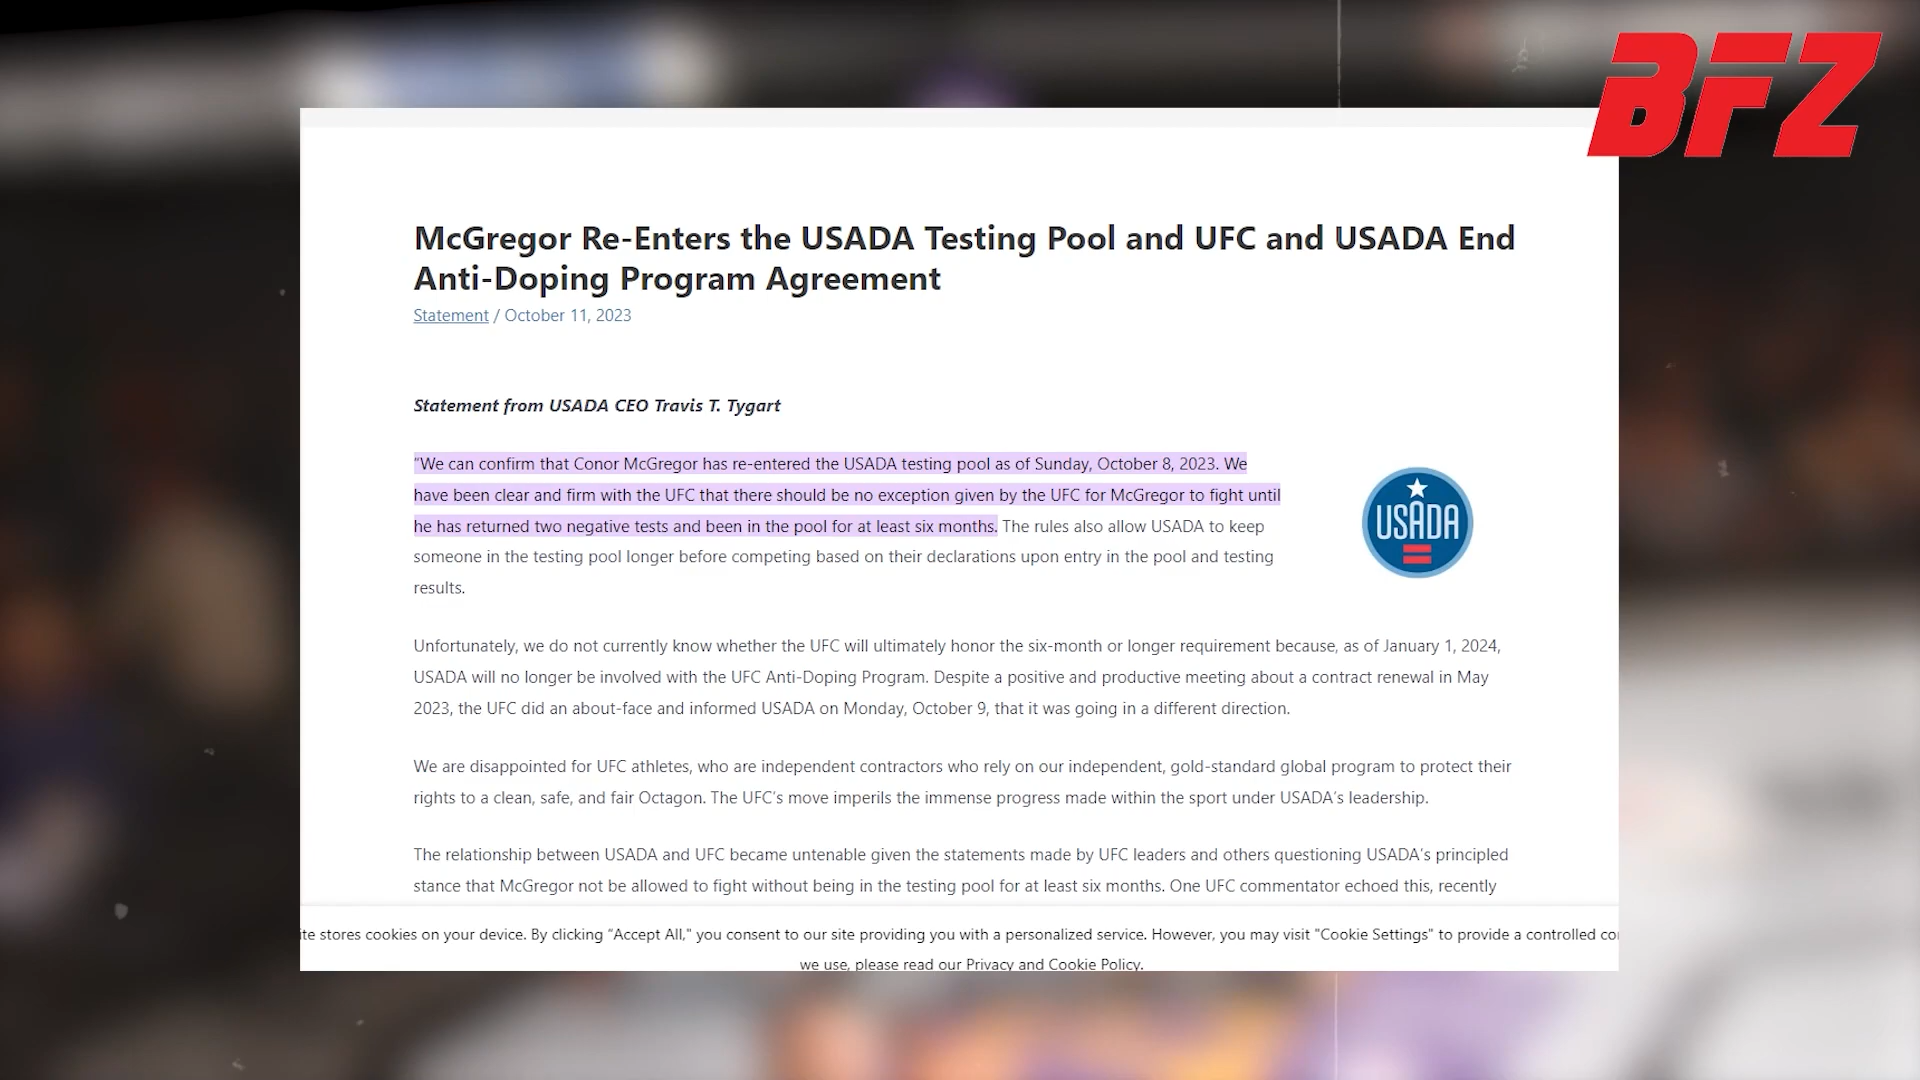 BFZ
McGregor Re-Enters the USADA Testing Pool and UFC and USADA End
Anti-Doping Program Agreement
Statement / October 11, 2023
Statement from USADA CEO Travis T. Tygart
“We can confirm that Conor McGregor has re-entered the USADA testing pool as of Sunday, October 8, 2023. We
have been clear and firm with the UFC that there should be no exception given by the UFC for McGregor to fight until
he has returned two negative tests and been in the pool for at least six months. The rules also allow USADA to keep
someone in the testing pool longer before competing based on their declarations upon entry in the pool and testing
results.
USADA
Unfortunately, we do not currently know whether the UFC will ultimately honor the six-month or longer requirement because, as of January 1, 2024,
USADA will no longer be involved with the UFC Anti-Doping Program. Despite a positive and productive meeting about a contract renewal in May
2023, the UFC did an about-face and informed USADA on Monday, October 9, that it was going in a different direction.
We are disappointed for UFC athletes, who are independent contractors who rely on our independent, gold-standard global program to protect their
rights to a clean, safe, and fair Octagon. The UFC’s move imperils the immense progress made within the sport under USADA’s leadership.
The relationship between USADA and UFC became untenable given the statements made by UFC leaders and others questioning USADA’s principled
stance that McGregor not be allowed to fight without being in the testing pool for at least six months. One UFC commentator echoed this, recently
stores cookies on your device. By clicking “Accept All,” you consent to our site providing you with a personalized service. However, you may visit "Cookie Settings" to provide a controlled
we use, please read our Privacy and Cookie Policy.